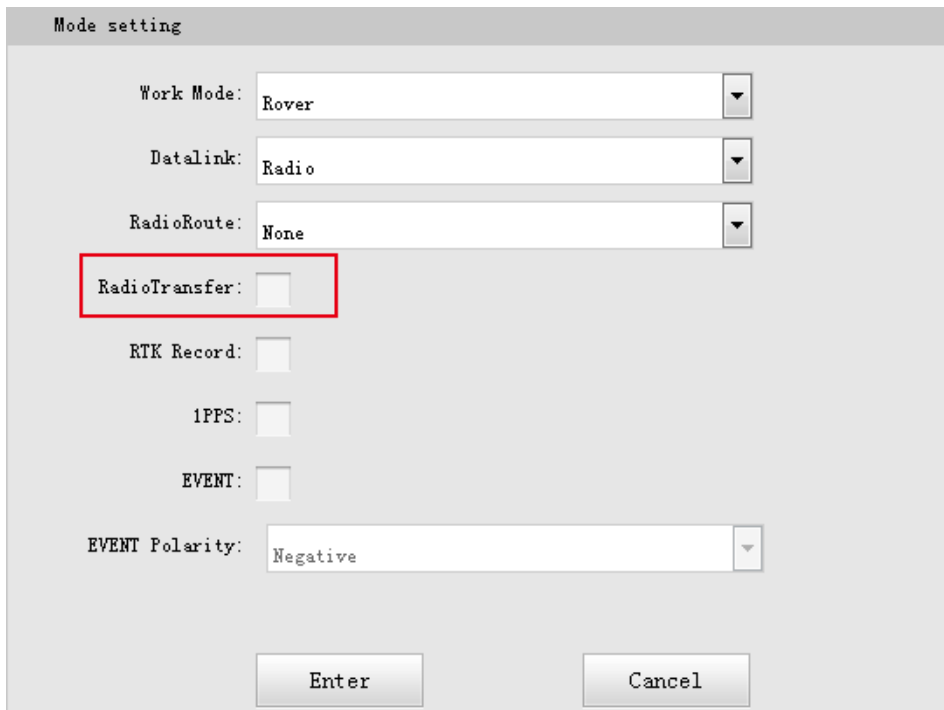 Mode setting
Work Mode: Rover
Datalink: Radio
RadioRoute: None
RadioTransfer:
RTK Record:
1PPS:
EVENT:
EVENT Polarity: Negative
Enter Cancel